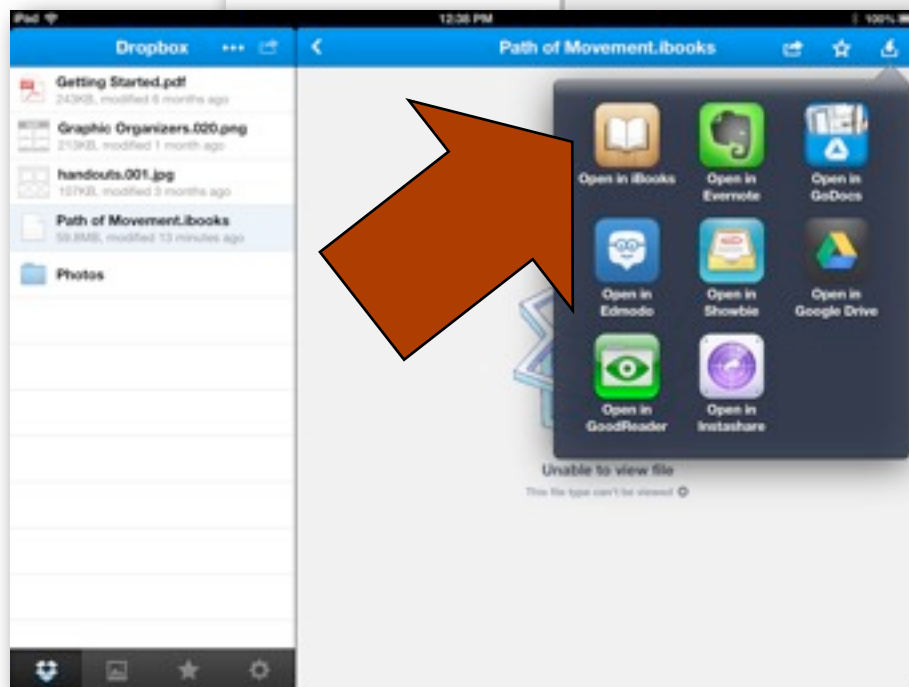 iPad 12:38 PM 100%
Dropbox
Path of Movement.ibooks
Getting Started.pdf
243KB, modified 6 months ago
Graphic Organizers.020.png
213KB, modified 1 month ago
handouts.001.jpg
107KB, modified 3 months ago
Path of Movement.ibooks
59.8MB, modified 13 minutes ago
Photos
Open in iBooks
Open in
Evernote
Open in
GoDocs
Open in
Edmodo
Open in
Showbie
Open in
Google Drive
Open in
GoodReader
Open in
Instashare
Unable to view file
This file type can't be viewed